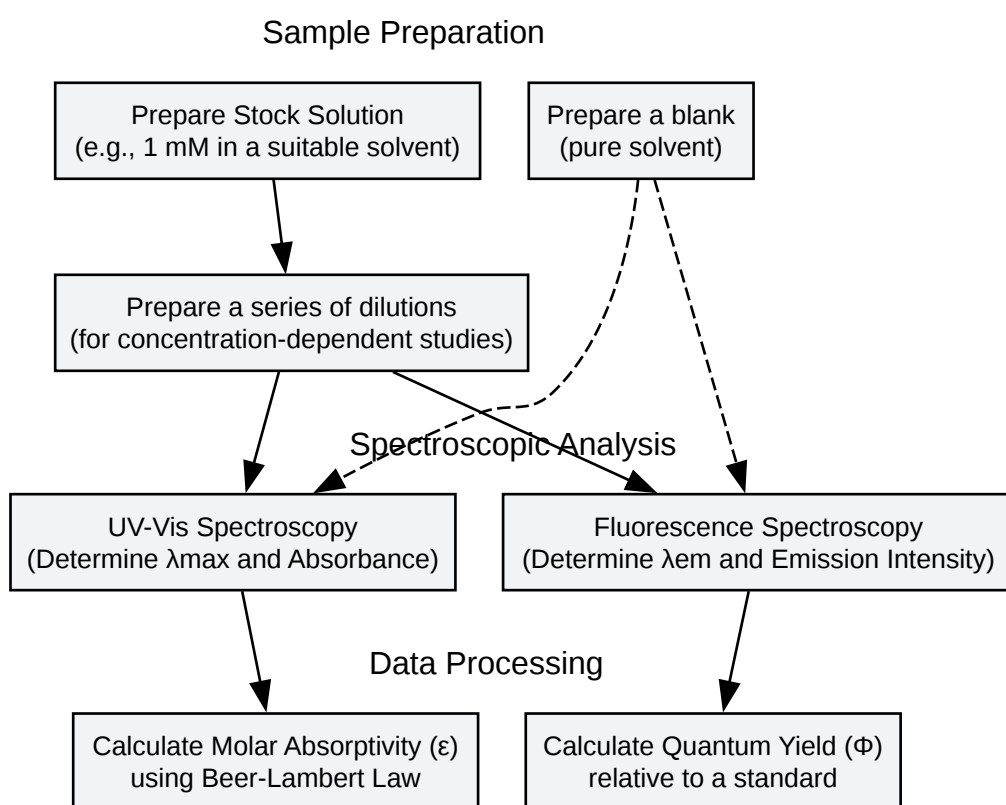 Sample Preparation
Prepare Stock Solution
(e.g., 1 mM in a suitable solvent)
Prepare a blank
(pure solvent)
Prepare a series of dilutions
(for concentration-dependent studies)
Spectroscopic Analysis
UV-Vis Spectroscopy
(Determine λmax and Absorbance)
Fluorescence Spectroscopy
(Determine λem and Emission Intensity)
Data Processing
Calculate Molar Absorptivity (ε)
using Beer-Lambert Law
Calculate Quantum Yield (Φ)
relative to a standard